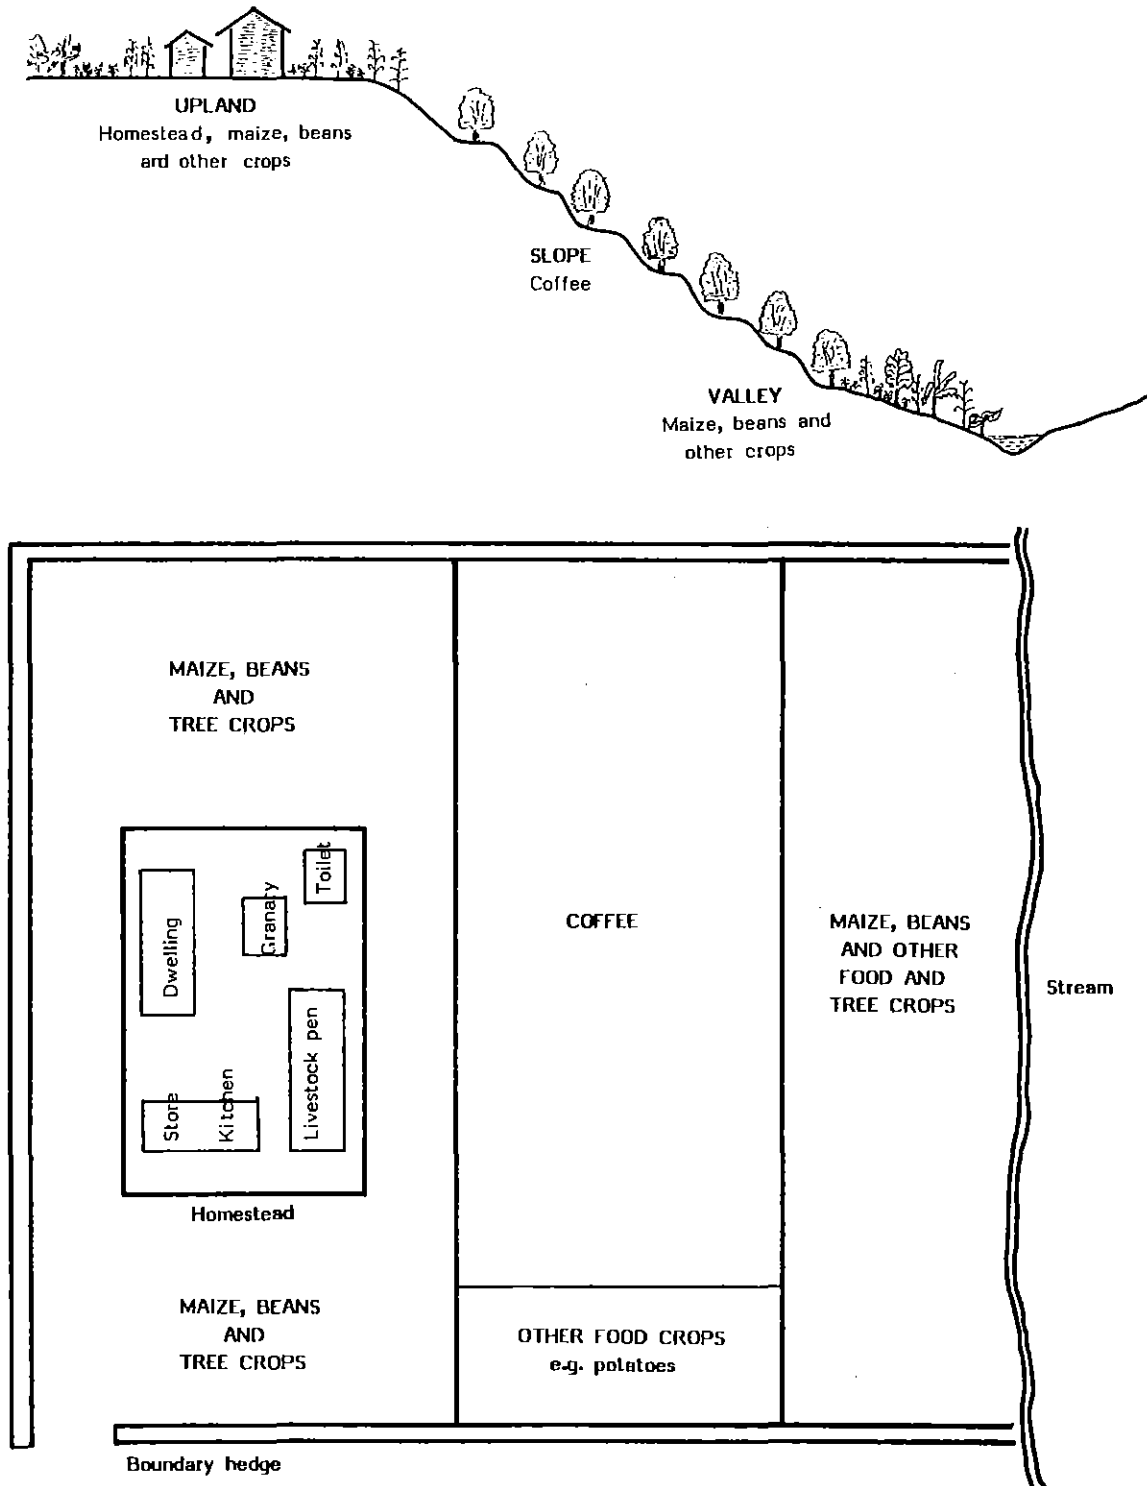 UPLAND
Homestead, maize, beans
and other crops
SLOPE
Coffee
VALLEY
Maize, beans and
other crops
MAIZE, BEANS
AND
TREE CROPS
Dwelling
Granary
Toilet
Store
Kitchen
Livestock pen
Homestead
MAIZE, BEANS
AND
TREE CROPS
COFFEE
OTHER FOOD CROPS
e.g. potatoes
MAIZE, BEANS
AND OTHER
FOOD AND
TREE CROPS
Stream
Boundary hedge